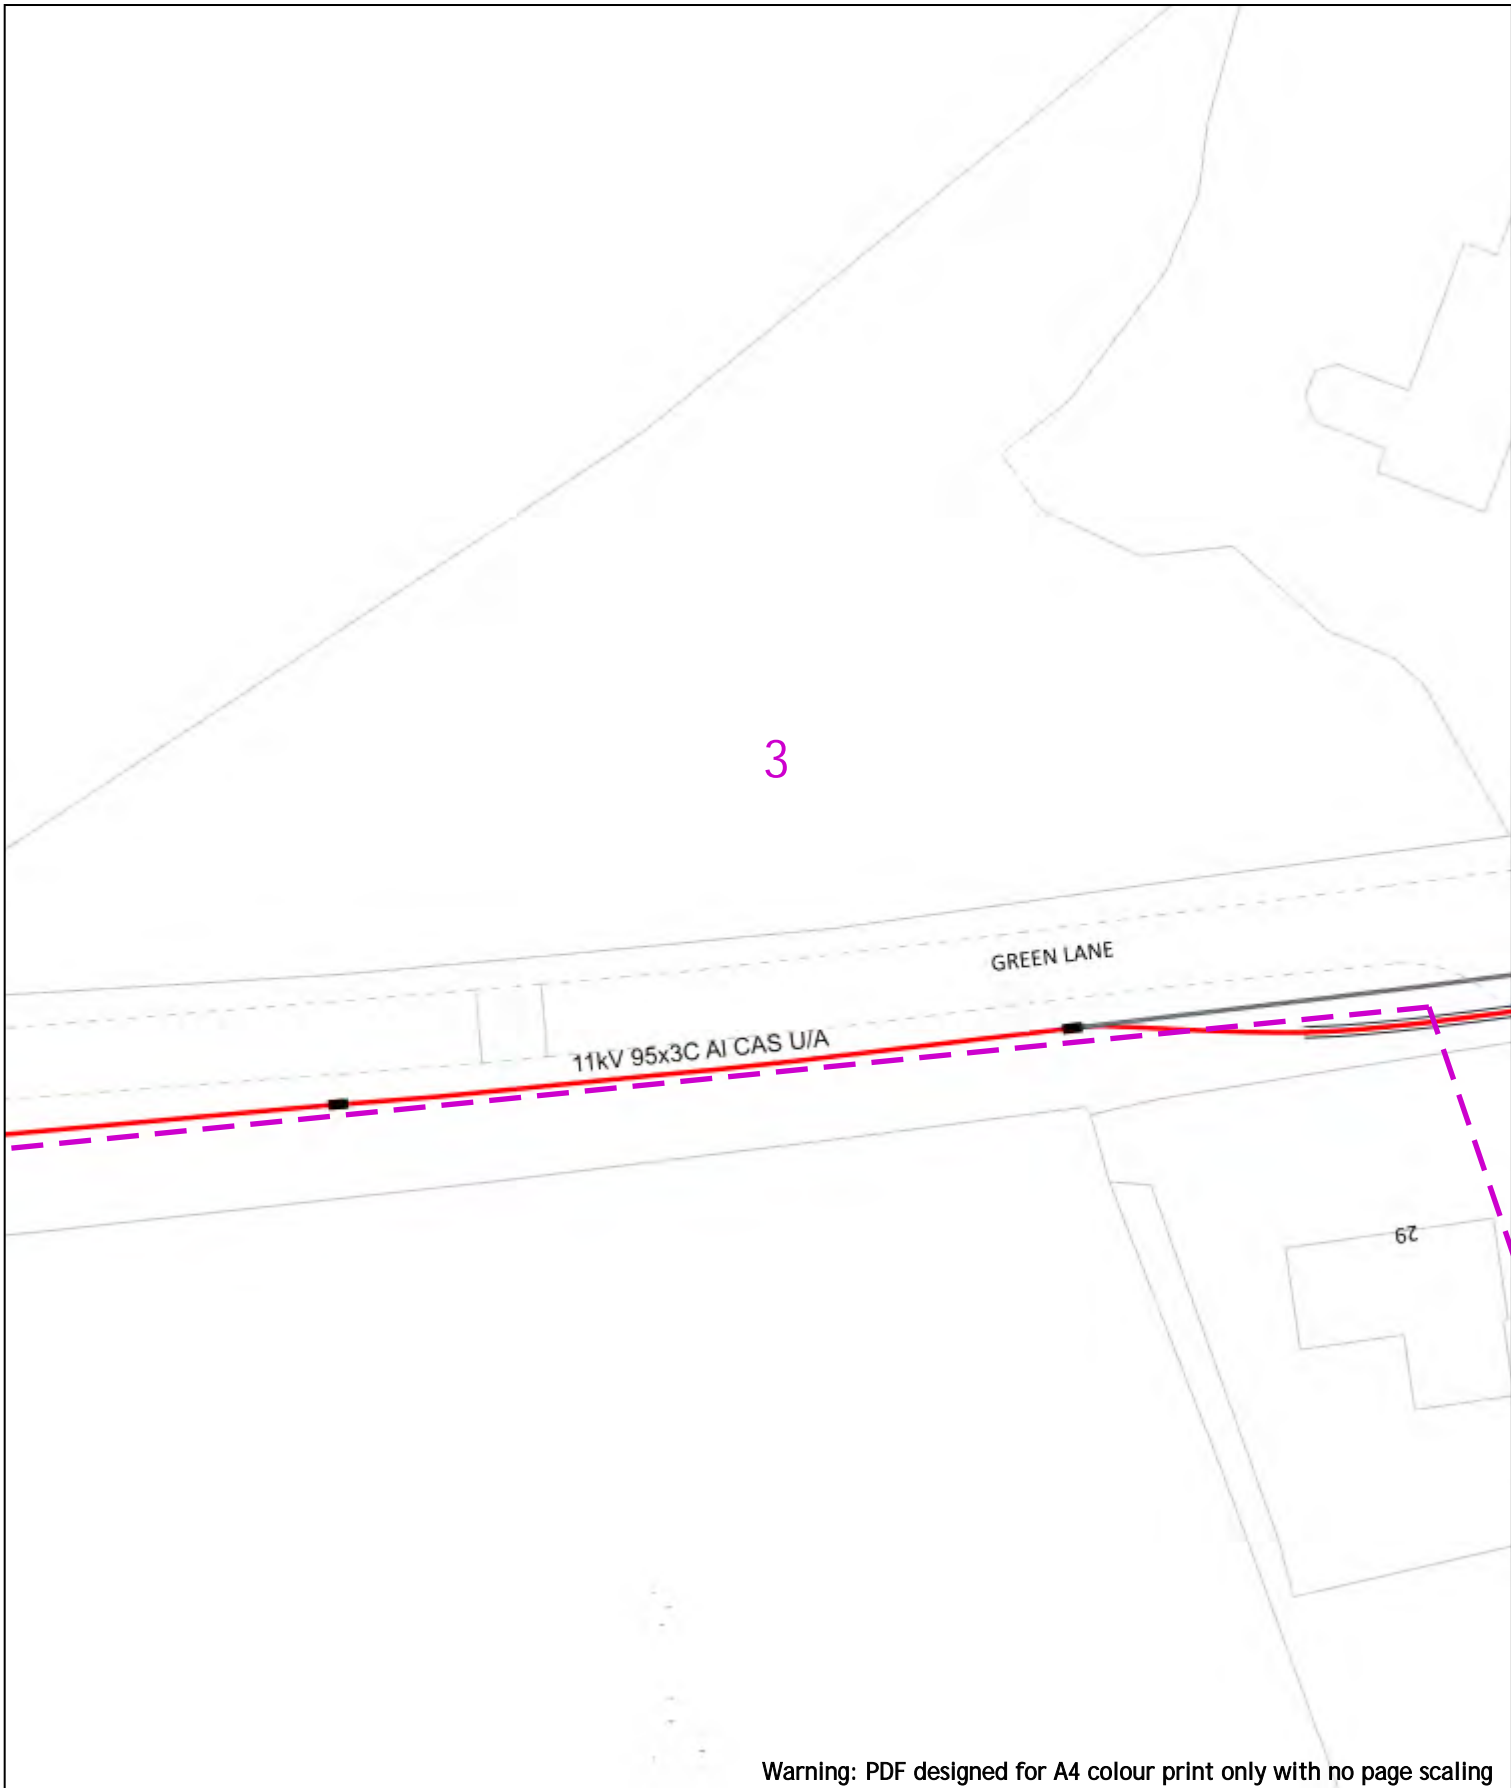 3
GREEN LANE
11kV 95x3C Al CAS U/A
29
Warning: PDF designed for A4 colour print only with no page scaling